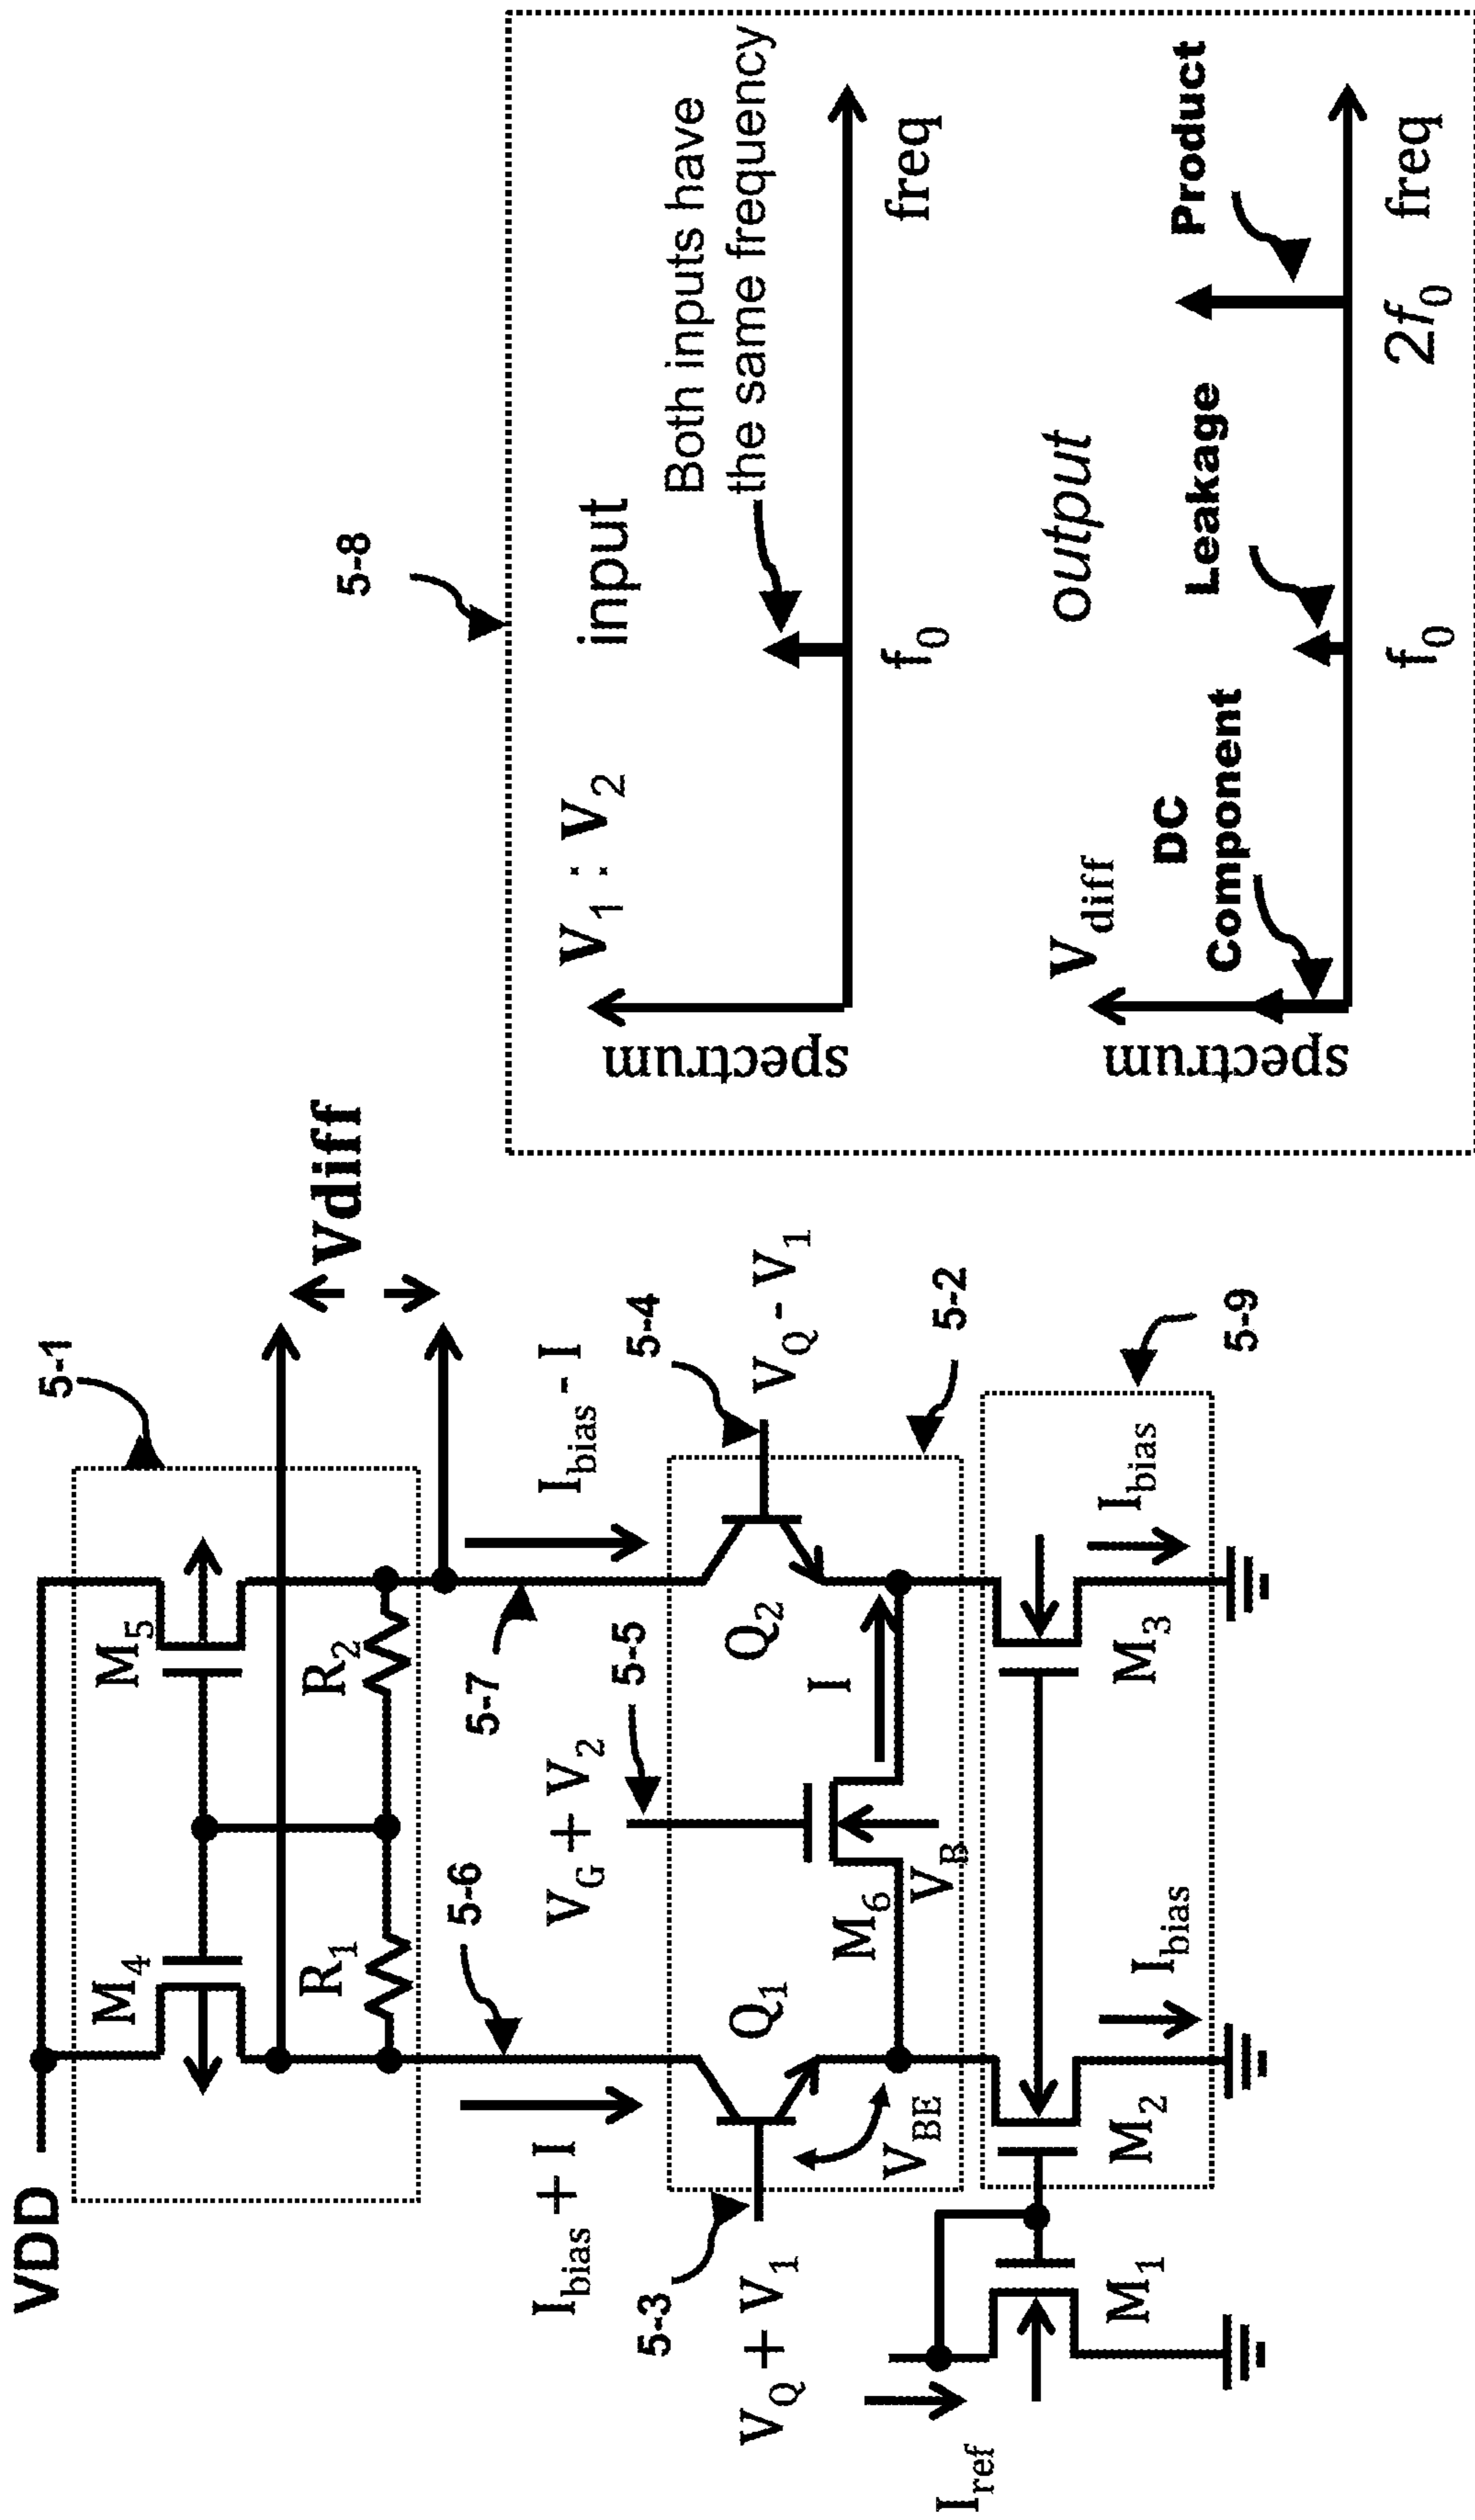 VDD
5-1
M4
M5
R1
R2
Vdiff
5-6
5-7
Ibias + I
Ibias - I
VG + V2
5-5
5-3
5-4
VQ + V1
VQ - V1
Q1
Q2
VBE
M6
VB
I
5-2
Iref
M1
M2
M3
Ibias
Ibias
5-9
5-8
V1 : V2
input
Both inputs have
the same frequency
spectrum
f0
freq
Vdiff
output
DC
Component
Leakage
Product
spectrum
f0
2f0
freq